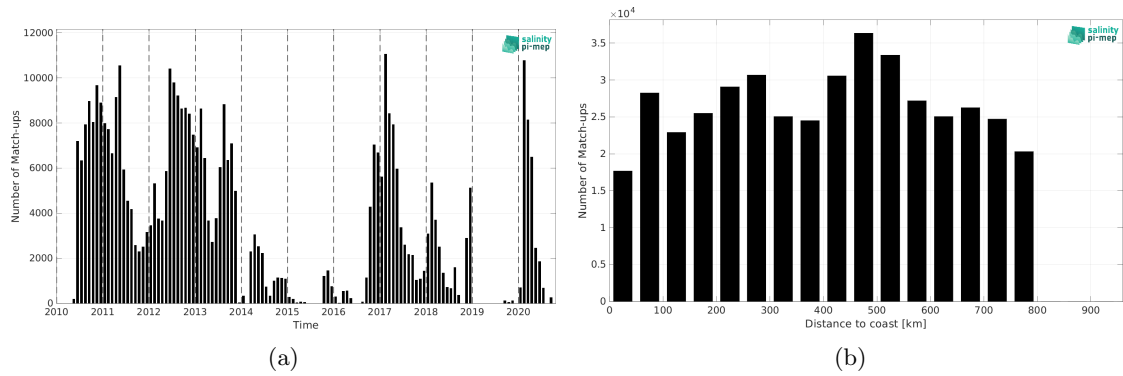 12000
10000
8000
6000
4000
2000
0
Number of Match-ups
2010 2011 2012 2013 2014 2015 2016 2017 2018 2019 2020
Time
salinity
pi-mep
(a)
×10⁴
3.5
3
2.5
2
1.5
1
0.5
0
Number of Match-ups
0 100 200 300 400 500 600 700 800 900
Distance to coast [km]
salinity
pi-mep
(b)